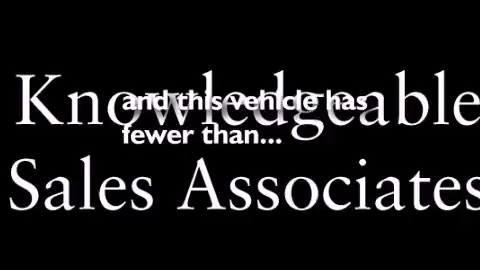 Knowledgeable
and this vehicle has
fewer than...
Sales Associates